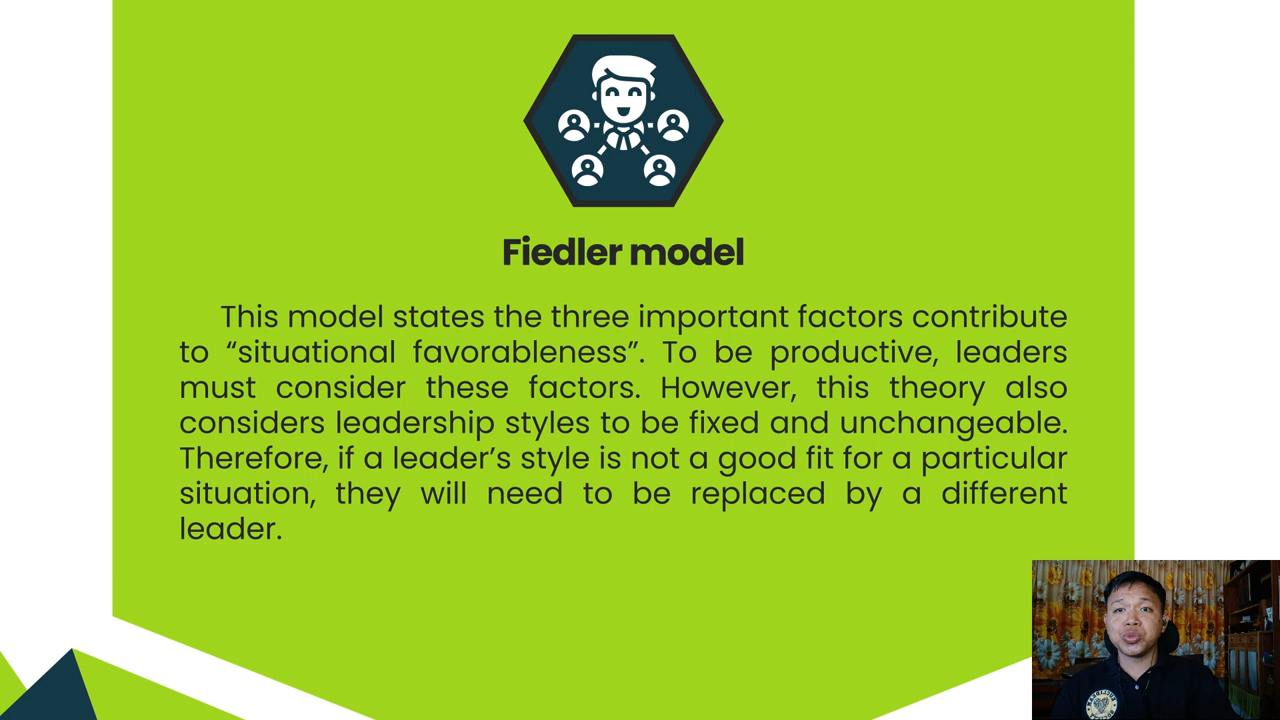 Fiedler model
This model states the three important factors contribute
to “situational favorableness”. To be productive, leaders
must consider these factors. However, this theory also
considers leadership styles to be fixed and unchangeable.
Therefore, if a leader’s style is not a good fit for a particular
situation, they will need to be replaced by a different
leader.